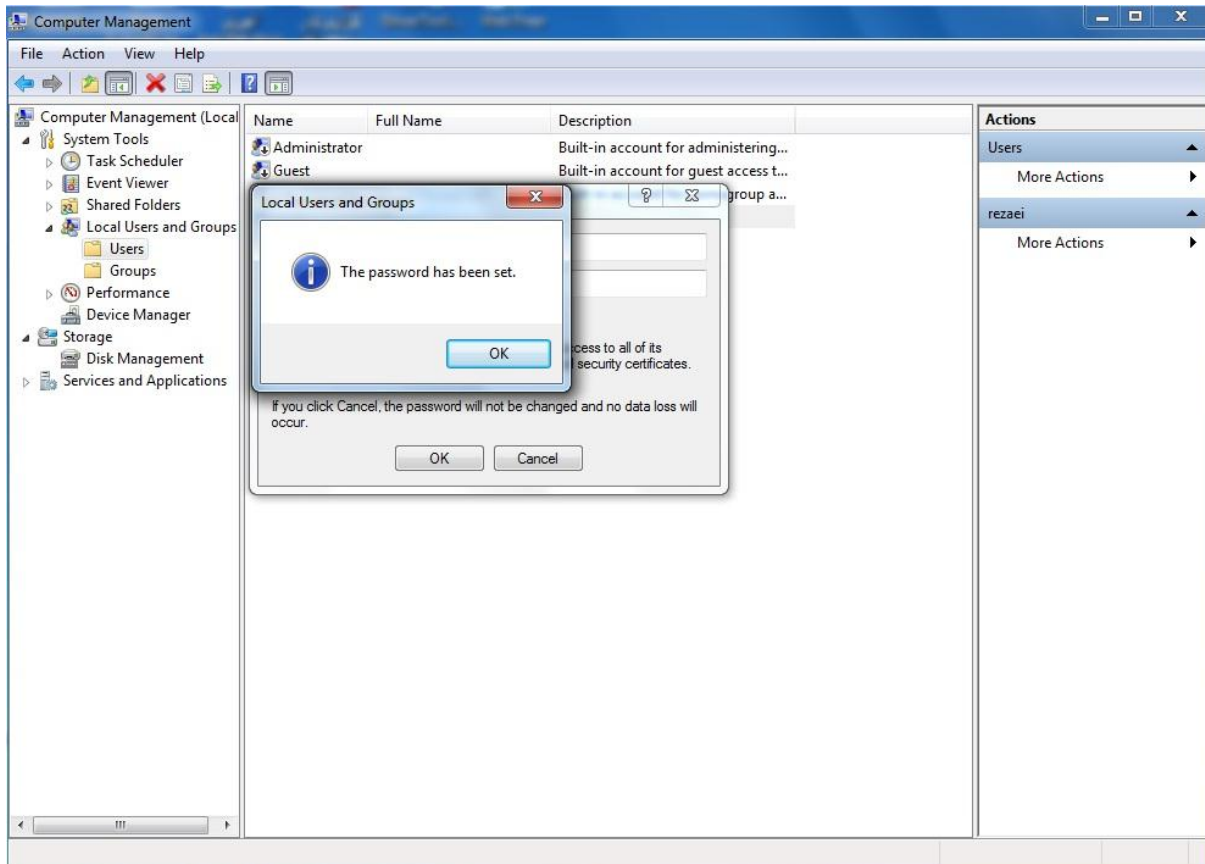 Computer Management
File Action View Help
Computer Management (Local
System Tools
Task Scheduler
Event Viewer
Shared Folders
Local Users and Groups
Users
Groups
Performance
Device Manager
Storage
Disk Management
Services and Applications
Name Full Name Description
Administrator Built-in account for administering...
Guest Built-in account for guest access t...
group a...
Local Users and Groups
The password has been set.
OK
cess to all of its
security certificates.
If you click Cancel, the password will not be changed and no data loss will
occur.
OK Cancel
Actions
Users
More Actions
rezaei
More Actions